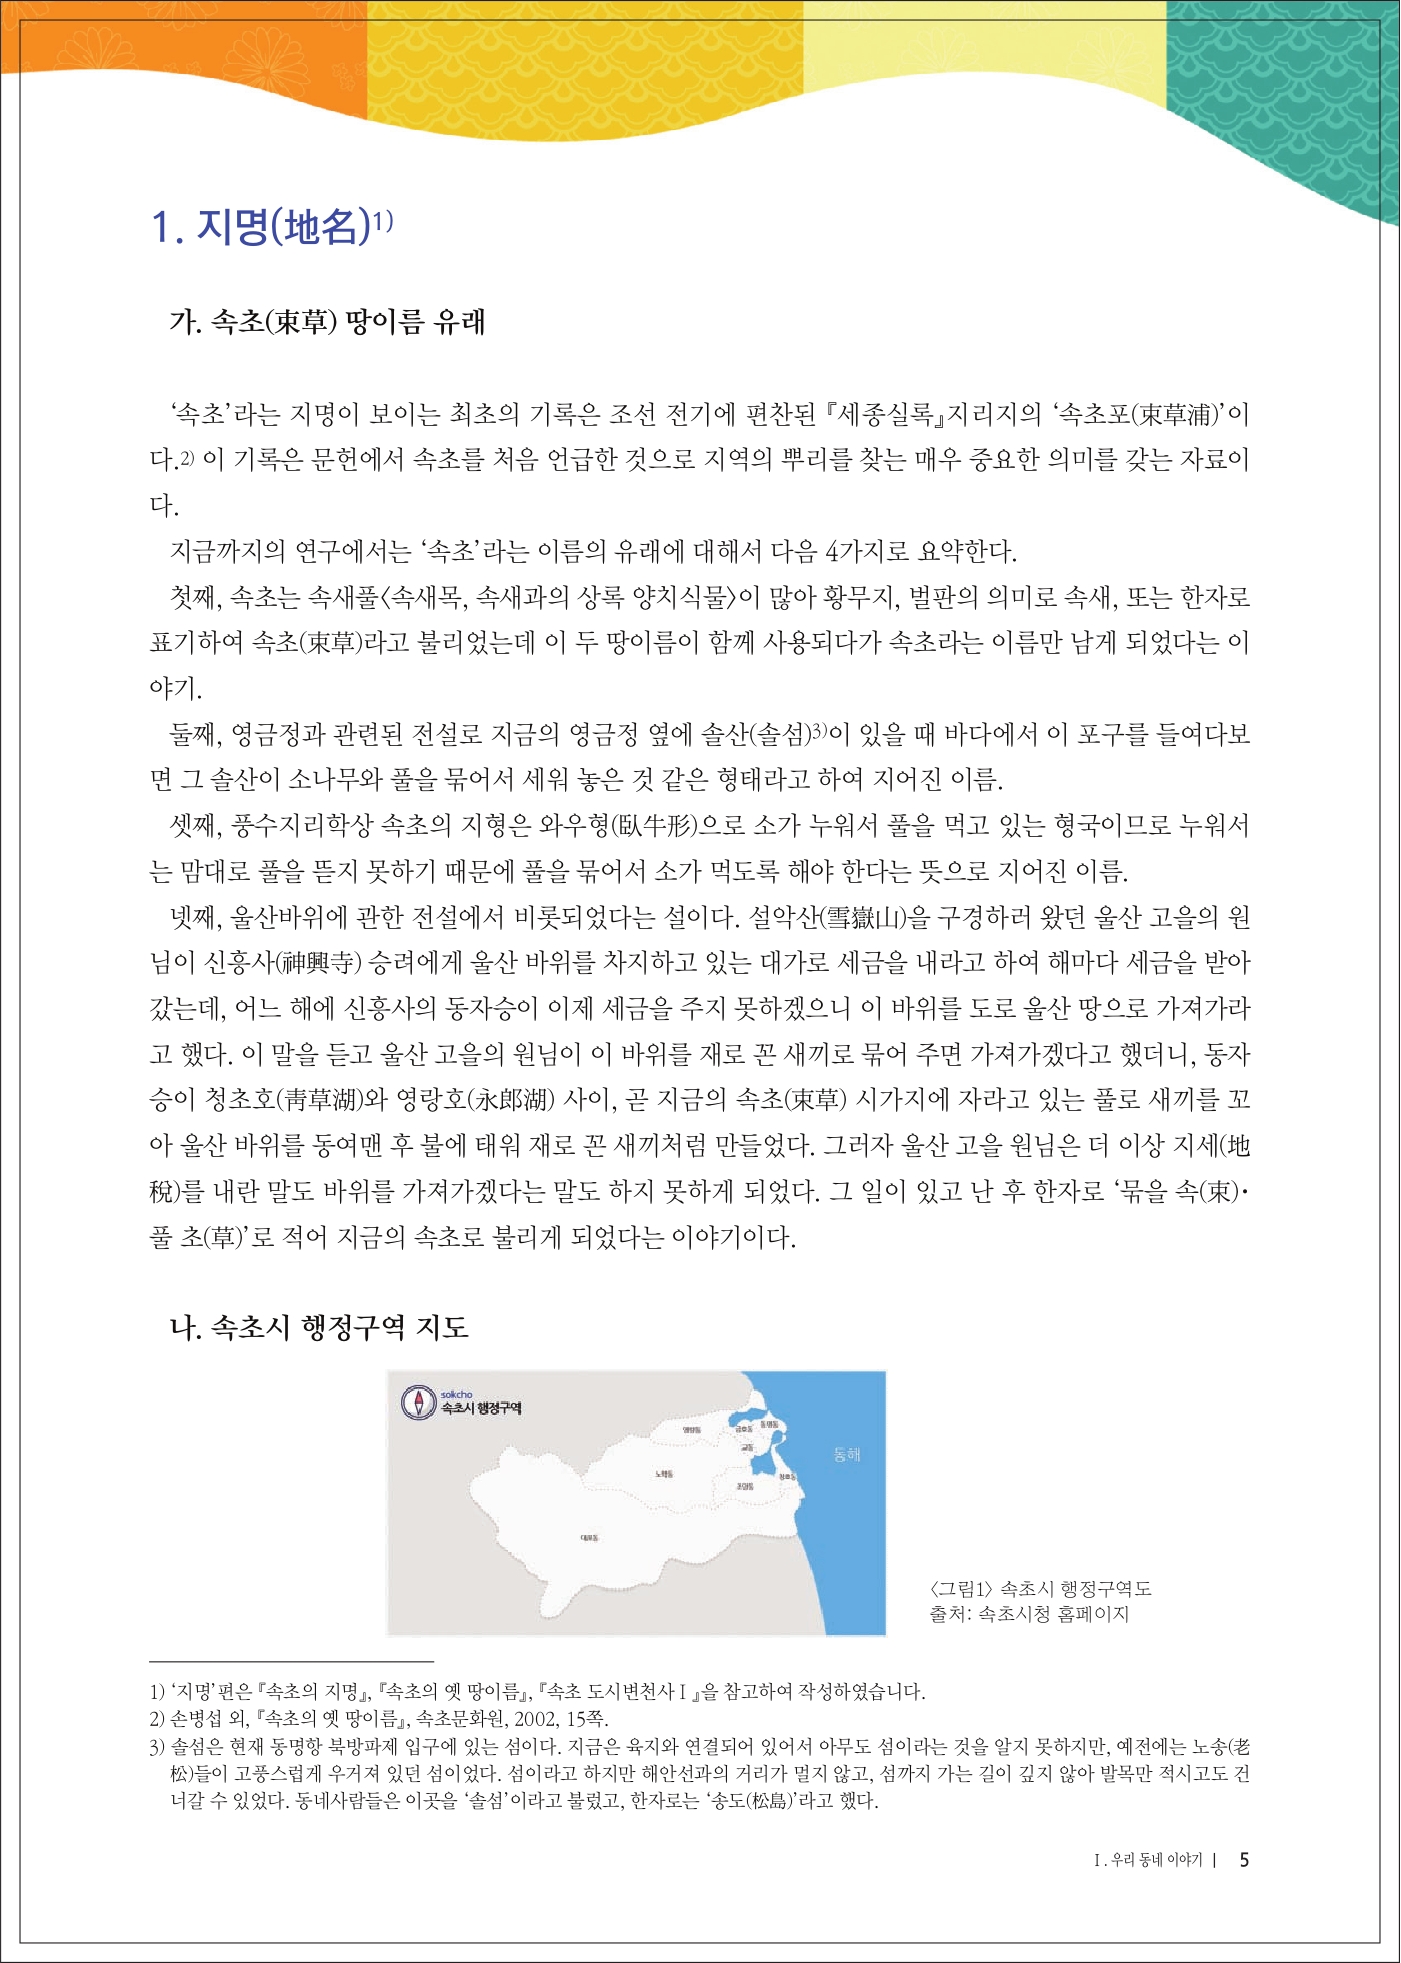 1. 지명(地名)1)
가. 속초(束草) 땅이름 유래
‘속초’라는 지명이 보이는 최초의 기록은 조선 전기에 편찬된 『세종실록』지리지의 ‘속초포(束草浦)’이
다.2) 이 기록은 문헌에서 속초를 처음 언급한 것으로 지역의 뿌리를 찾는 매우 중요한 의미를 갖는 자료이
다.
지금까지의 연구에서는 ‘속초’라는 이름의 유래에 대해서 다음 4가지로 요약한다.
첫째, 속초는 속새풀〈속새목, 속새과의 상록 양치식물〉이 많아 황무지, 벌판의 의미로 속새, 또는 한자로
표기하여 속초(束草)라고 불리었는데 이 두 땅이름이 함께 사용되다가 속초라는 이름만 남게 되었다는 이
야기.
둘째, 영금정과 관련된 전설로 지금의 영금정 옆에 솔산(솔섬)3)이 있을 때 바다에서 이 포구를 들여다보
면 그 솔산이 소나무와 풀을 묶어서 세워 놓은 것 같은 형태라고 하여 지어진 이름.
셋째, 풍수지리학상 속초의 지형은 와우형(臥牛形)으로 소가 누워서 풀을 먹고 있는 형국이므로 누워서
는 맘대로 풀을 뜯지 못하기 때문에 풀을 묶어서 소가 먹도록 해야 한다는 뜻으로 지어진 이름.
넷째, 울산바위에 관한 전설에서 비롯되었다는 설이다. 설악산(雪嶽山)을 구경하러 왔던 울산 고을의 원
님이 신흥사(神興寺) 승려에게 울산 바위를 차지하고 있는 대가로 세금을 내라고 하여 해마다 세금을 받아
갔는데, 어느 해에 신흥사의 동자승이 이제 세금을 주지 못하겠으니 이 바위를 도로 울산 땅으로 가져가라
고 했다. 이 말을 듣고 울산 고을의 원님이 이 바위를 재로 꼰 새끼로 묶어 주면 가져가겠다고 했더니, 동자
승이 청초호(靑草湖)와 영랑호(永郎湖) 사이, 곧 지금의 속초(束草) 시가지에 자라고 있는 풀로 새끼를 꼬
아 울산 바위를 동여맨 후 불에 태워 재로 꼰 새끼처럼 만들었다. 그러자 울산 고을 원님은 더 이상 지세(地
稅)를 내란 말도 바위를 가져가겠다는 말도 하지 못하게 되었다. 그 일이 있고 난 후 한자로 ‘묶을 속(束)·
풀 초(草)’로 적어 지금의 속초로 불리게 되었다는 이야기이다.
나. 속초시 행정구역 지도
sokcho
속초시 행정구역
영랑동
금호동
동명동
교동
동해
노학동
청호동
조양동
대포동
〈그림1〉 속초시 행정구역도
출처: 속초시청 홈페이지
1) ‘지명’편은 『속초의 지명』, 『속초의 옛 땅이름』, 『속초 도시변천사Ⅰ』을 참고하여 작성하였습니다.
2) 손병섭 외, 『속초의 옛 땅이름』, 속초문화원, 2002, 15쪽.
3) 솔섬은 현재 동명항 북방파제 입구에 있는 섬이다. 지금은 육지와 연결되어 있어서 아무도 섬이라는 것을 알지 못하지만, 예전에는 노송(老
松)들이 고풍스럽게 우거져 있던 섬이었다. 섬이라고 하지만 해안선과의 거리가 멀지 않고, 섬까지 가는 길이 깊지 않아 발목만 적시고도 건
너갈 수 있었다. 동네사람들은 이곳을 ‘솔섬’이라고 불렀고, 한자로는 ‘송도(松島)’라고 했다.
Ⅰ. 우리 동네 이야기 | 5